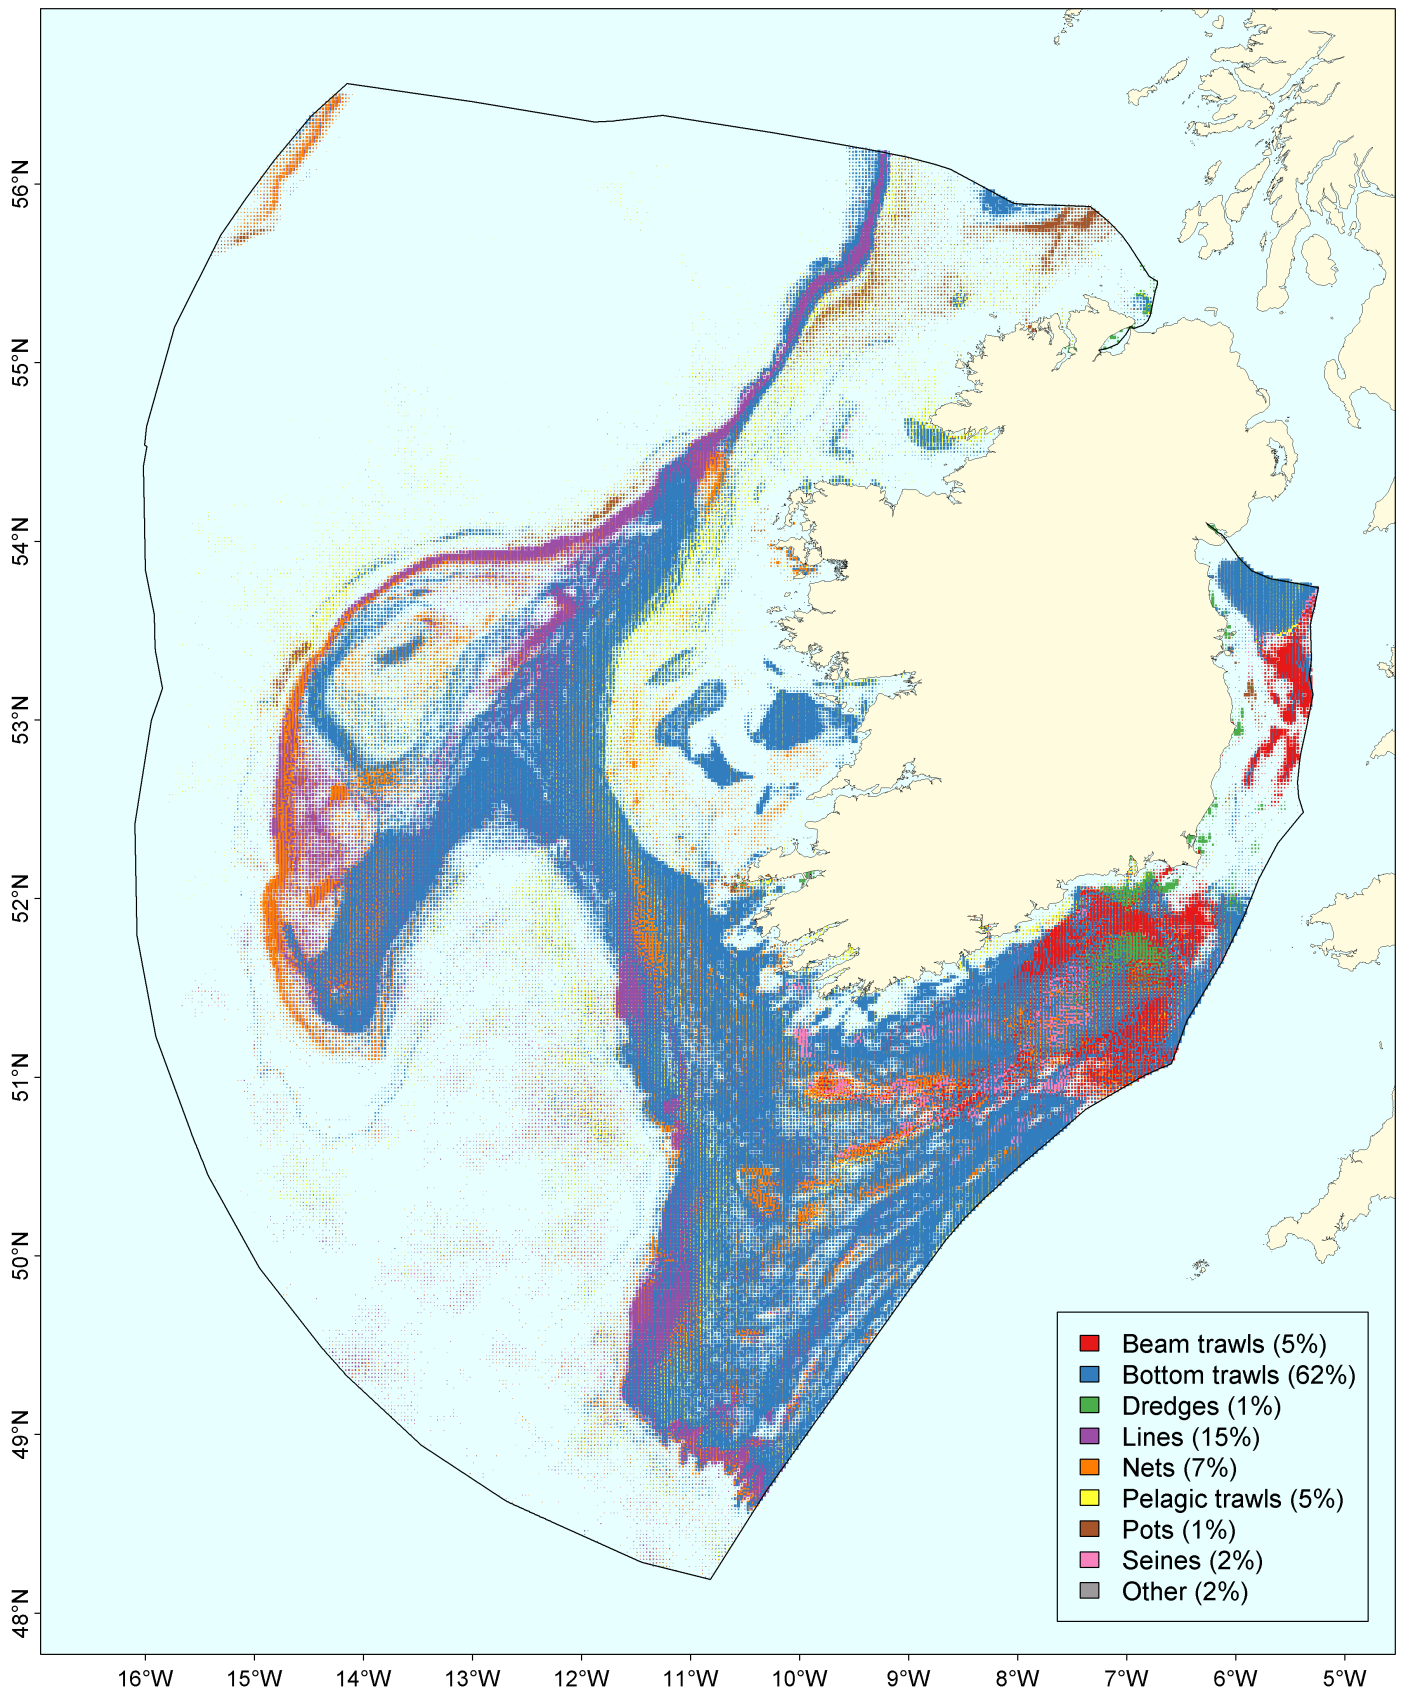 56°N
55°N
54°N
53°N
52°N
51°N
50°N
49°N
48°N
Beam trawls (5%)
Bottom trawls (62%)
Dredges (1%)
Lines (15%)
Nets (7%)
Pelagic trawls (5%)
Pots (1%)
Seines (2%)
Other (2%)
16°W 15°W 14°W 13°W 12°W 11°W 10°W 9°W 8°W 7°W 6°W 5°W